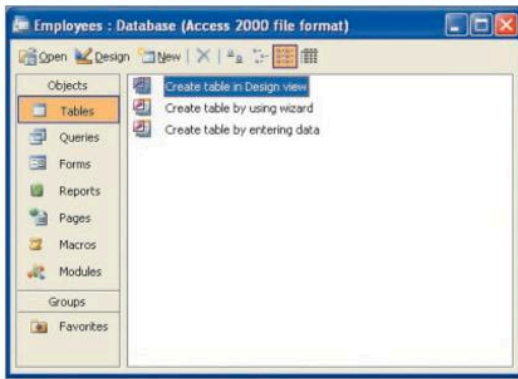 Employees : Database (Access 2000 file format)
Open Design New
Objects
Tables
Queries
Forms
Reports
Pages
Macros
Modules
Groups
Favorites
Create table in Design view
Create table by using wizard
Create table by entering data